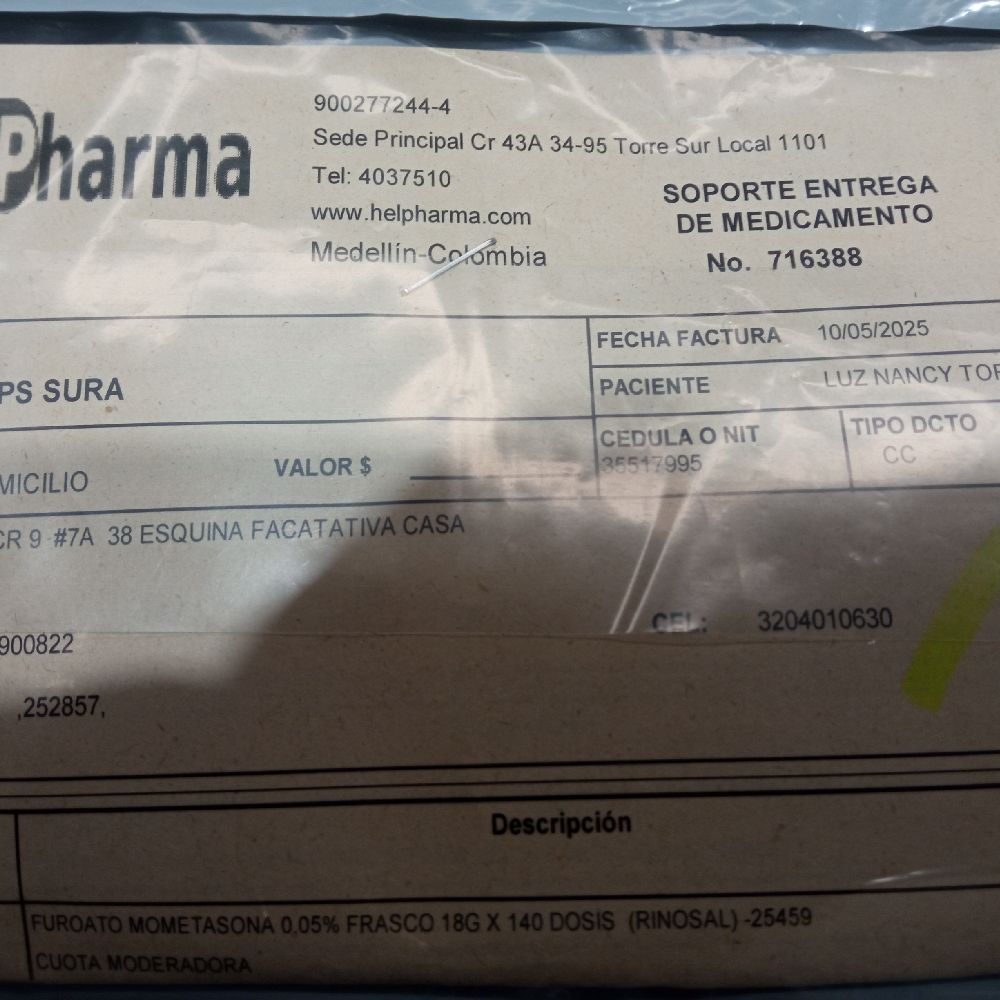 Pharma
900277244-4
Sede Principal Cr 43A 34-95 Torre Sur Local 1101
Tel: 4037510
www.helpharma.com
Medellín-Colombia
SOPORTE ENTREGA
DE MEDICAMENTO
No. 716388
PS SURA
FECHA FACTURA 10/05/2025
PACIENTE LUZ NANCY TOR
CEDULA O NIT
35517995
TIPO DCTO
CC
MICILIO VALOR $
CR 9 #7A 38 ESQUINA FACATATIVA CASA
CEL: 3204010630
900822
,252857,
Descripción
FUROATO MOMETASONA 0,05% FRASCO 18G X 140 DOSIS (RINOSAL) -25459
CUOTA MODERADORA